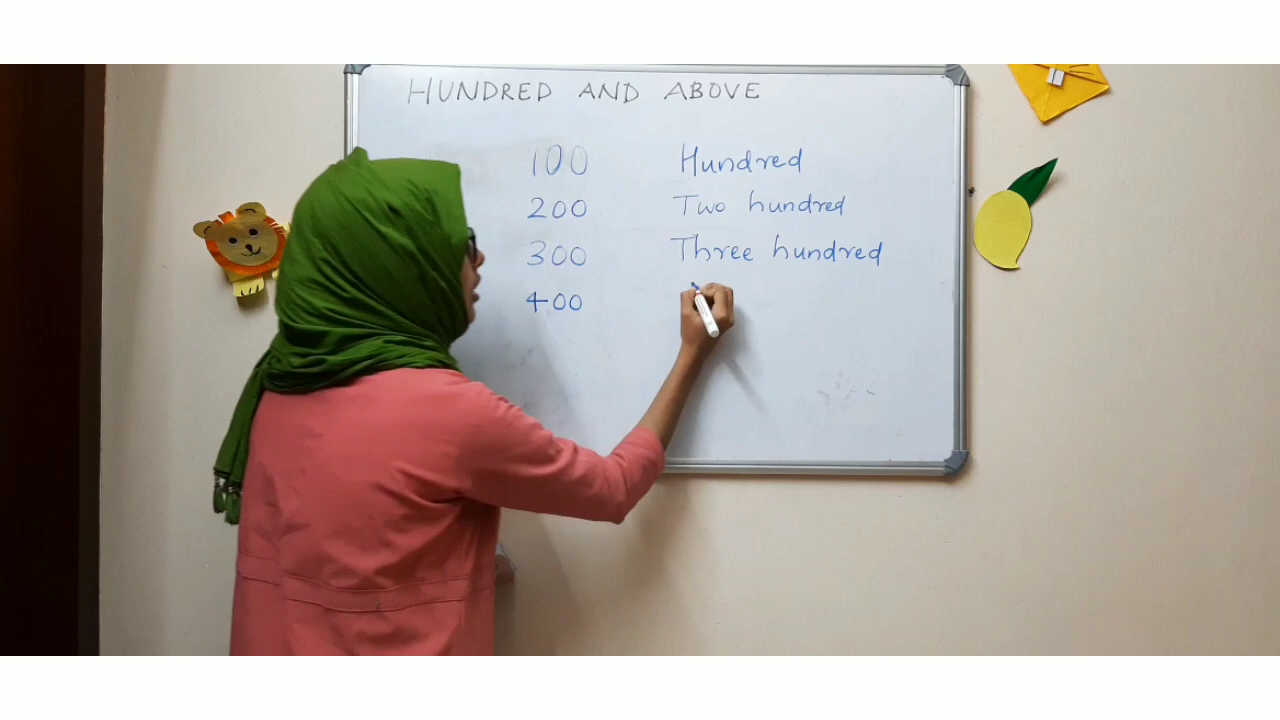 HUNDRED AND ABOVE
100 Hundred
200 Two hundred
300 Three hundred
400